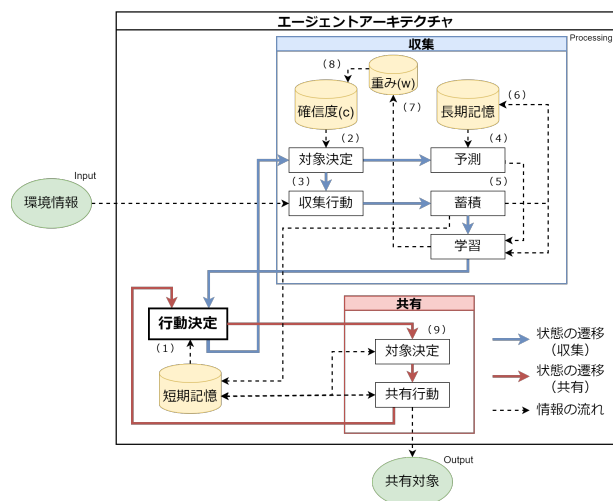 エージェントアーキテクチャ
Processing
収集
(8)
重み(w)
(7)
(6)
確信度(c)
長期記憶
(2)
(4)
対象決定
予測
Input
(3)
(5)
環境情報
収集行動
蓄積
学習
共有
行動決定
(9)
状態の遷移
(収集)
(1)
対象決定
状態の遷移
(共有)
短期記憶
共有行動
情報の流れ
Output
共有対象